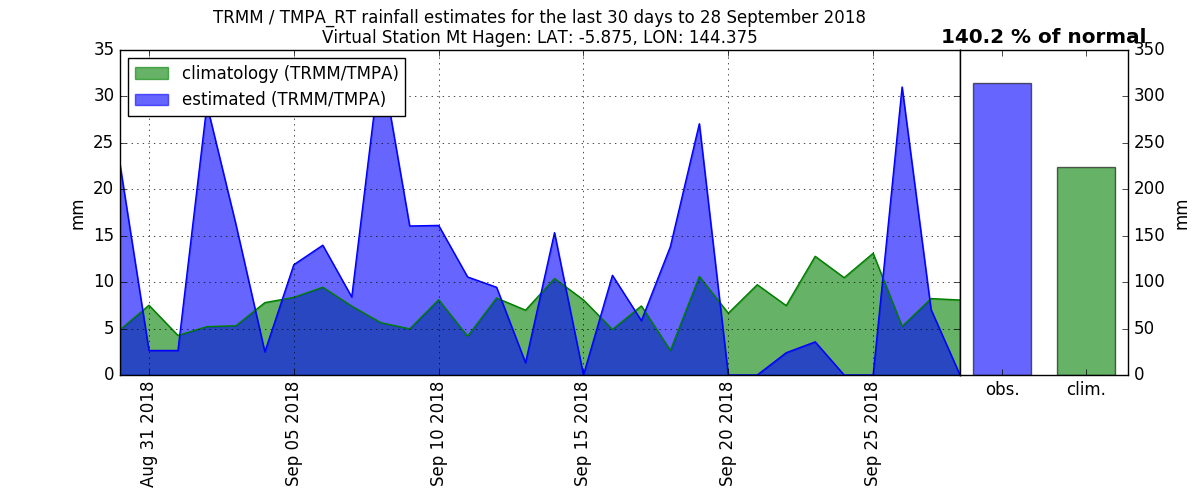 TRMM / TMPA_RT rainfall estimates for the last 30 days to 28 September 2018
Virtual Station Mt Hagen: LAT: -5.875, LON: 144.375
140.2 % of normal
climatology (TRMM/TMPA)
estimated (TRMM/TMPA)
35
30
25
20
15
10
5
0
mm
Aug 31 2018
Sep 05 2018
Sep 10 2018
Sep 15 2018
Sep 20 2018
Sep 25 2018
350
300
250
200
150
100
50
0
mm
obs.
clim.